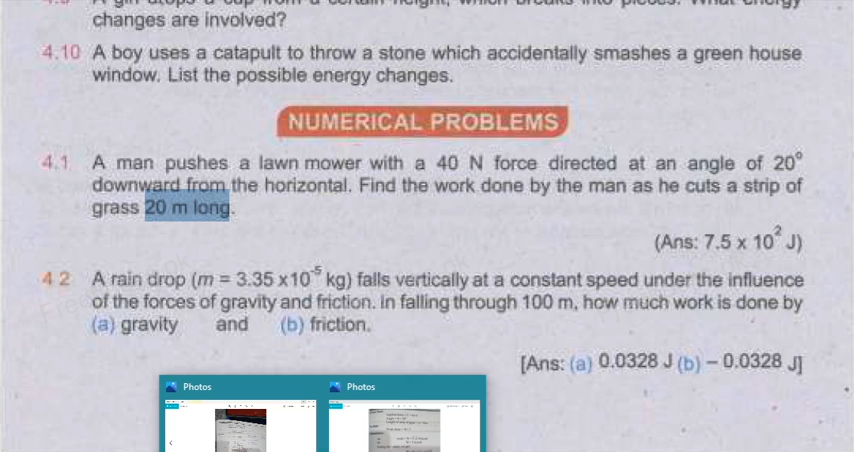 changes are involved?
4.10 A boy uses a catapult to throw a stone which accidentally smashes a green house
window. List the possible energy changes.
NUMERICAL PROBLEMS
4.1 A man pushes a lawn mower with a 40 N force directed at an angle of 20°
downward from the horizontal. Find the work done by the man as he cuts a strip of
grass 20 m long.
(Ans: 7.5 x 10² J)
4 2 A rain drop (m = 3.35 x10⁻⁵ kg) falls vertically at a constant speed under the influence
of the forces of gravity and friction. In falling through 100 m, how much work is done by
(a) gravity and (b) friction.
[Ans: (a) 0.0328 J (b) – 0.0328 J]
Photos Photos